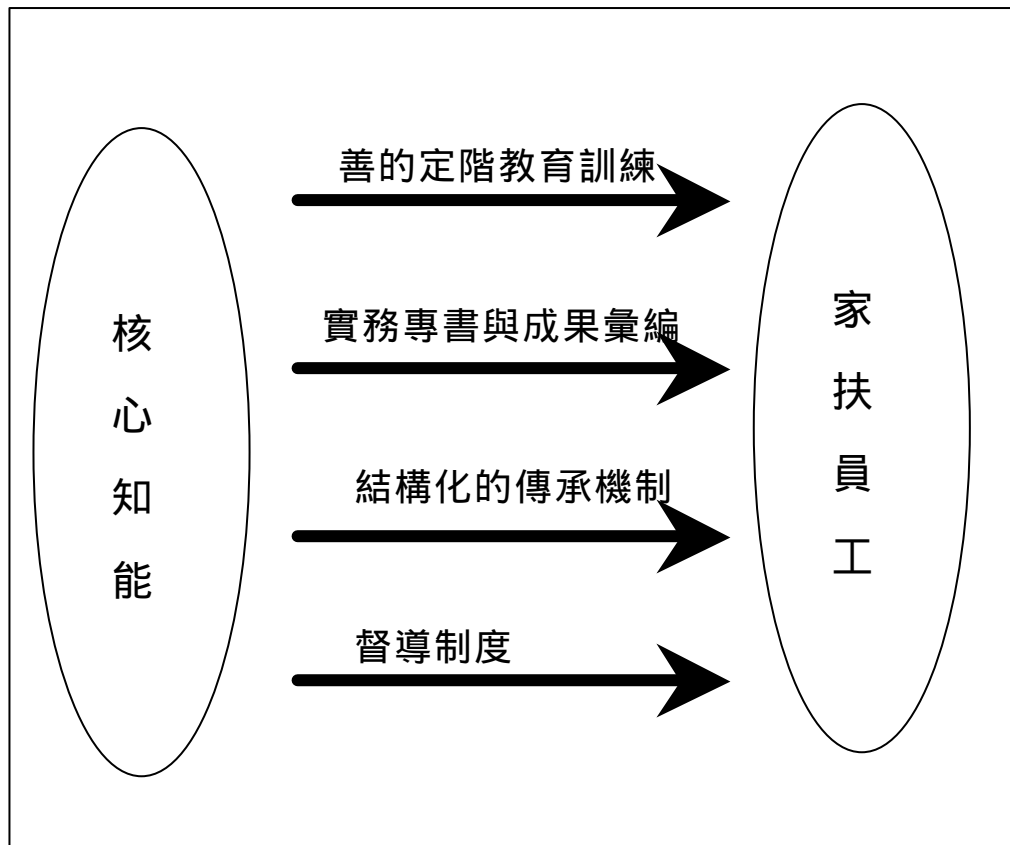 核心知能
善的定階教育訓練
實務專書與成果彙編
結構化的傳承機制
督導制度
家扶員工